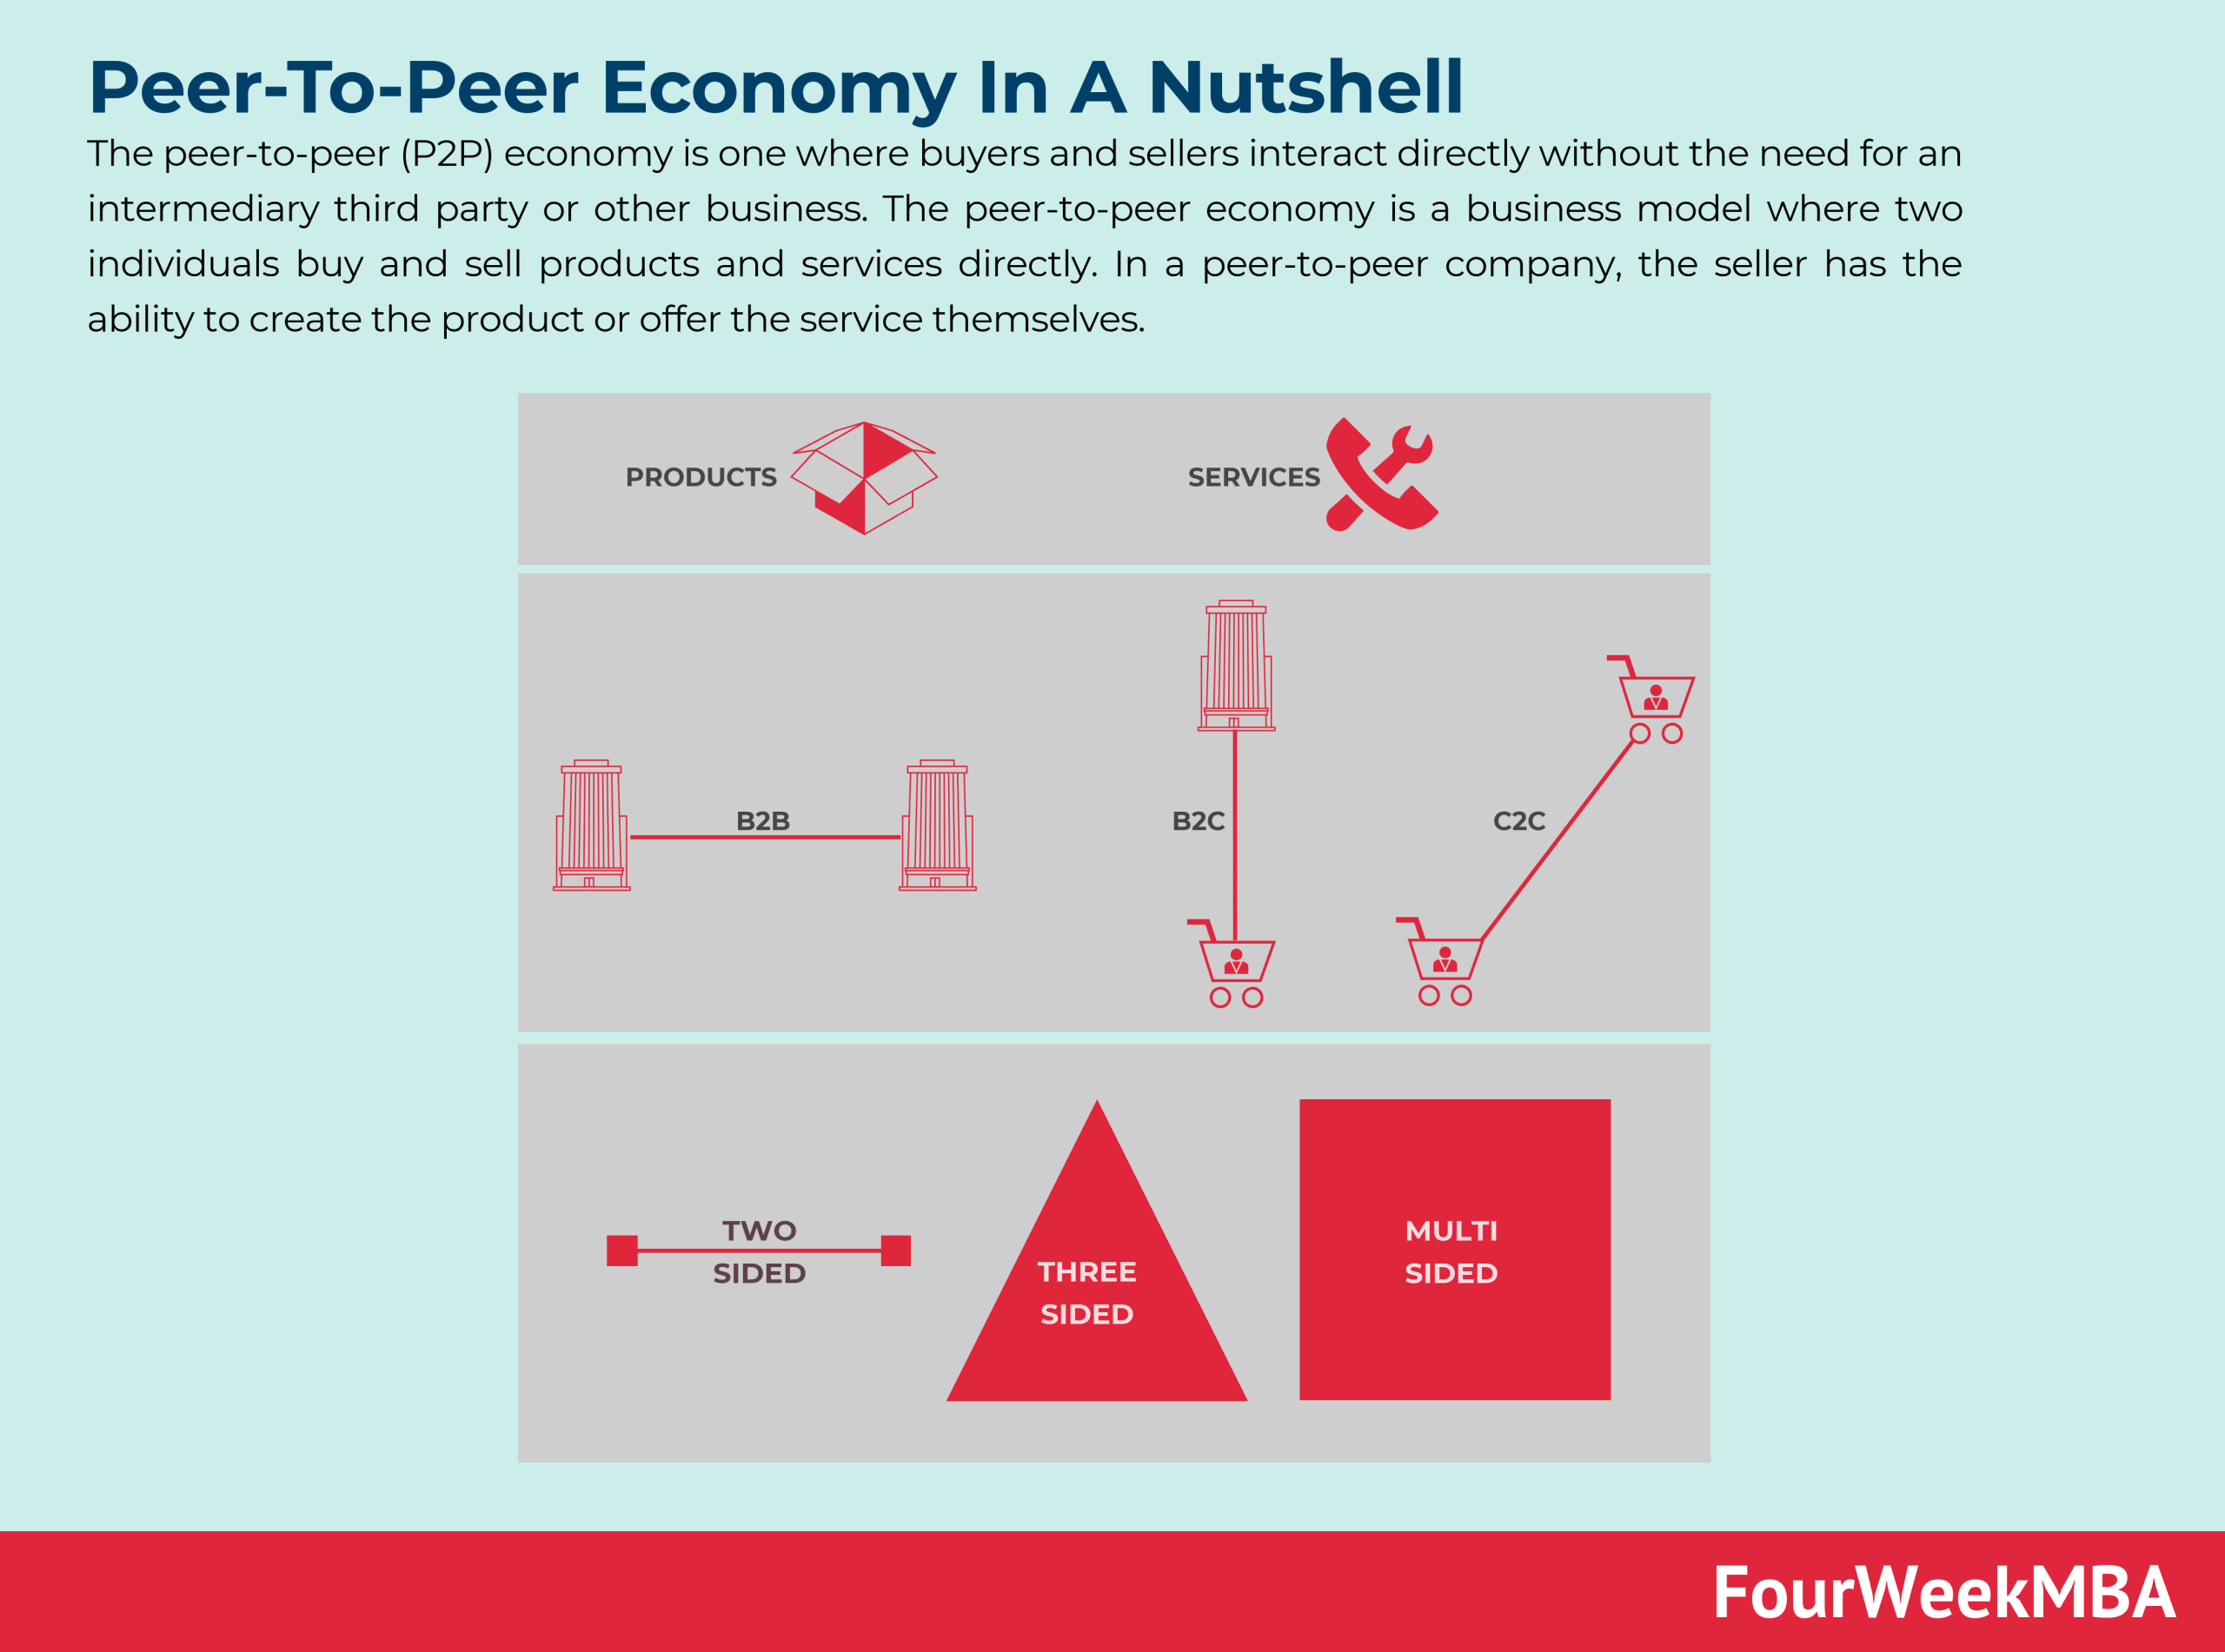 Peer-To-Peer Economy In A Nutshell
The peer-to-peer (P2P) economy is one where buyers and sellers interact directly without the need for an
intermediary third party or other business. The peer-to-peer economy is a business model where two
individuals buy and sell products and services directly. In a peer-to-peer company, the seller has the
ability to create the product or offer the service themselves.
PRODUCTS
SERVICES
B2B
B2C
C2C
TWO
SIDED
THREE
SIDED
MULTI
SIDED
FourWeekMBA